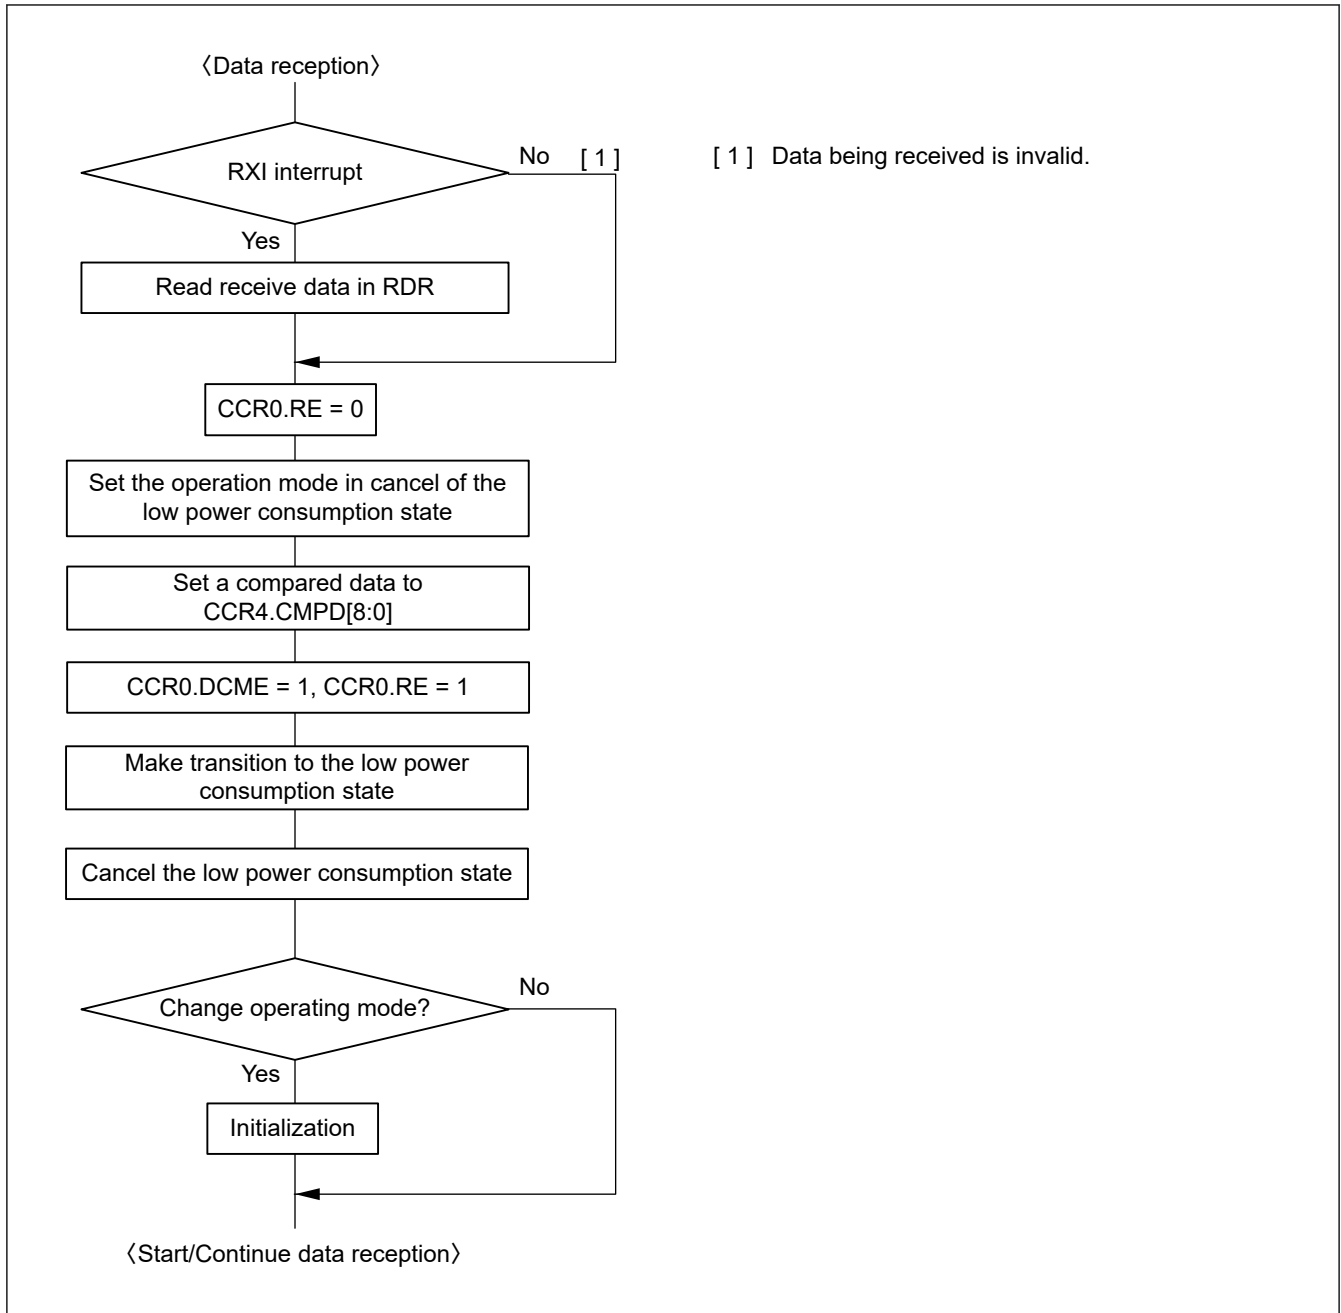 〈Data reception〉
RXI interrupt
No [ 1 ]
[ 1 ] Data being received is invalid.
Yes
Read receive data in RDR
CCR0.RE = 0
Set the operation mode in cancel of the
low power consumption state
Set a compared data to
CCR4.CMPD[8:0]
CCR0.DCME = 1, CCR0.RE = 1
Make transition to the low power
consumption state
Cancel the low power consumption state
Change operating mode?
No
Yes
Initialization
〈Start/Continue data reception〉